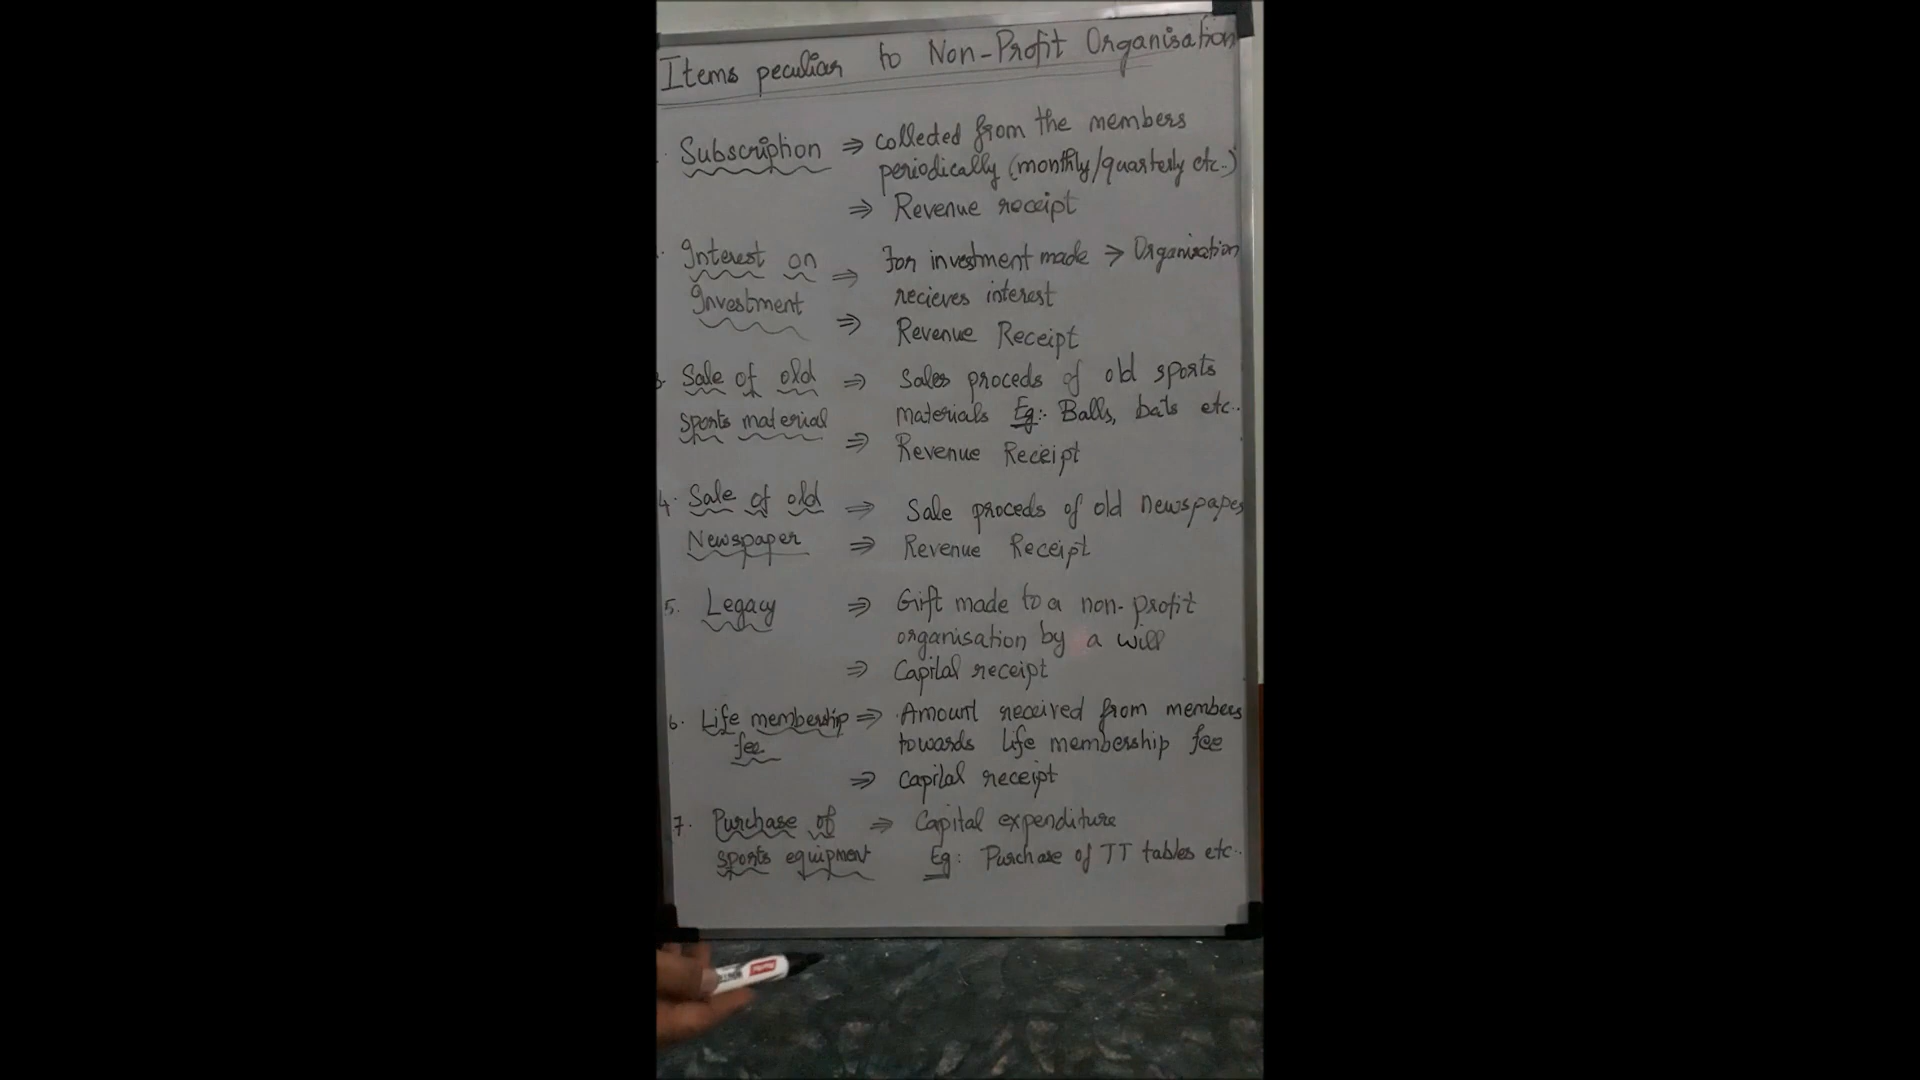 Items peculiar to Non-Profit Organisation
Subscription ⇒ collected from the members
periodically (monthly/quarterly etc..)
⇒ Revenue receipt
Interest on Investment ⇒ For investment made → Organisation
recieves interest
⇒ Revenue Receipt
3. Sale of old sports material ⇒ Sales proceds of old sports
materials Eg:- Balls, bats etc..
⇒ Revenue Receipt
4. Sale of old ⇒ Sale proceds of old newspaper
Newspaper ⇒ Revenue Receipt
5. Legacy ⇒ Gift made to a non-profit
organisation by a will
⇒ Capital receipt
6. Life membership fee ⇒ Amount received from members
towards life membership fee
⇒ Capital receipt
7. Purchase of ⇒ Capital expenditure
sports equipment Eg: Purchase of TT tables etc..